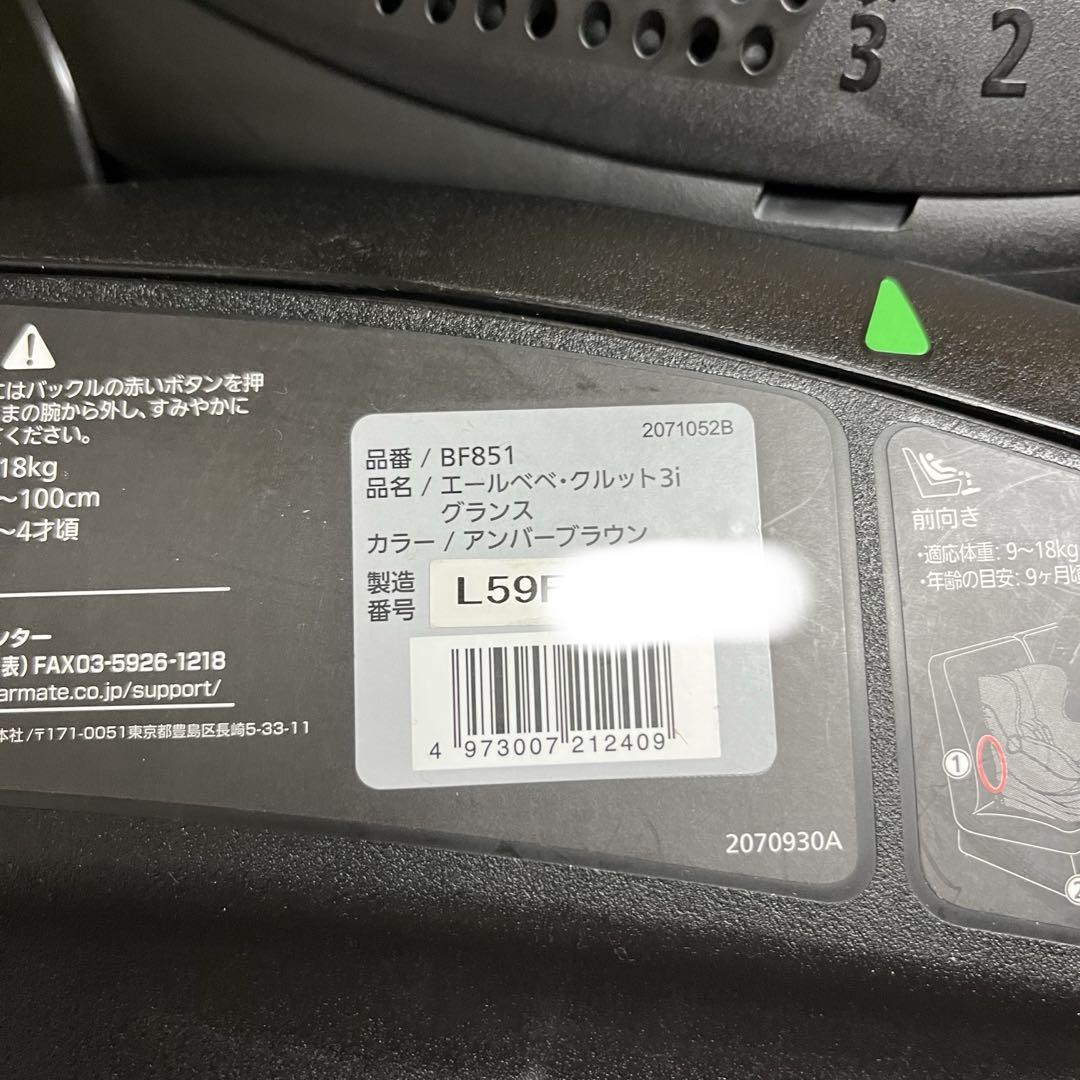 3 2
にはバックルの赤いボタンを押
まの腕から外し、すみやかに
ください。
18kg
～100cm
～4才頃
ンター
表) FAX03-5926-1218
armate.co.jp/support/
本社/〒171-0051東京都豊島区長崎5-33-11
2071052B
品番 / BF851
品名 / エールベベ・クルット3i
グランス
カラー / アンバーブラウン
製造
番号
L59F
4 973007 212409
2070930A
前向き
・適応体重: 9～18kg
・年齢の目安: 9ヶ月頃
①
②